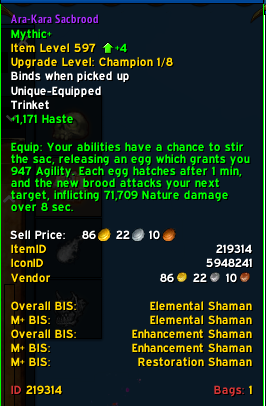 Ara-Kara Sacbrood
Mythic+
Item Level 597 +4
Upgrade Level: Champion 1/8
Binds when picked up
Unique-Equipped
Trinket
+1,171 Haste
Equip: Your abilities have a chance to stir
the sac, releasing an egg which grants you
947 Agility. Each egg hatches after 1 min,
and the new brood attacks your next
target, inflicting 71,709 Nature damage
over 8 sec.
Sell Price: 86 22 10
ItemID 219314
IconID 5948241
Vendor 86 22 10
Overall BIS: Elemental Shaman
M+ BIS: Elemental Shaman
Overall BIS: Enhancement Shaman
M+ BIS: Enhancement Shaman
M+ BIS: Restoration Shaman
ID 219314 Bags: 1